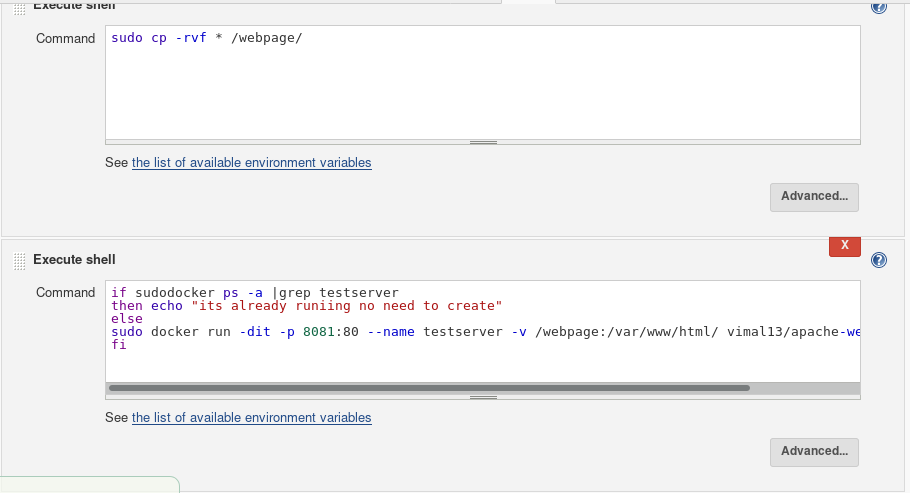 Execute shell
Command
sudo cp -rvf * /webpage/
See the list of available environment variables
Advanced...
X
Execute shell
Command
if sudodocker ps -a |grep testserver
then echo "its already runiing no need to create"
else
sudo docker run -dit -p 8081:80 --name testserver -v /webpage:/var/www/html/ vimal13/apache-we
fi
See the list of available environment variables
Advanced...